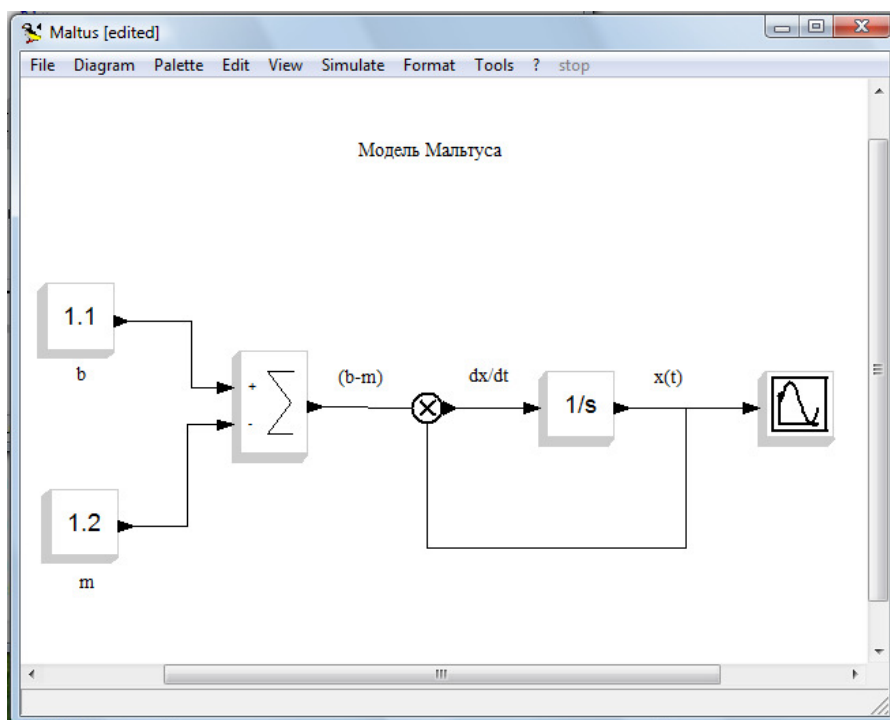 Maltus [edited]
File Diagram Palette Edit View Simulate Format Tools ? stop
Модель Мальтуса
1.1
b
+
-
(b-m)
dx/dt
1/s
x(t)
1.2
m